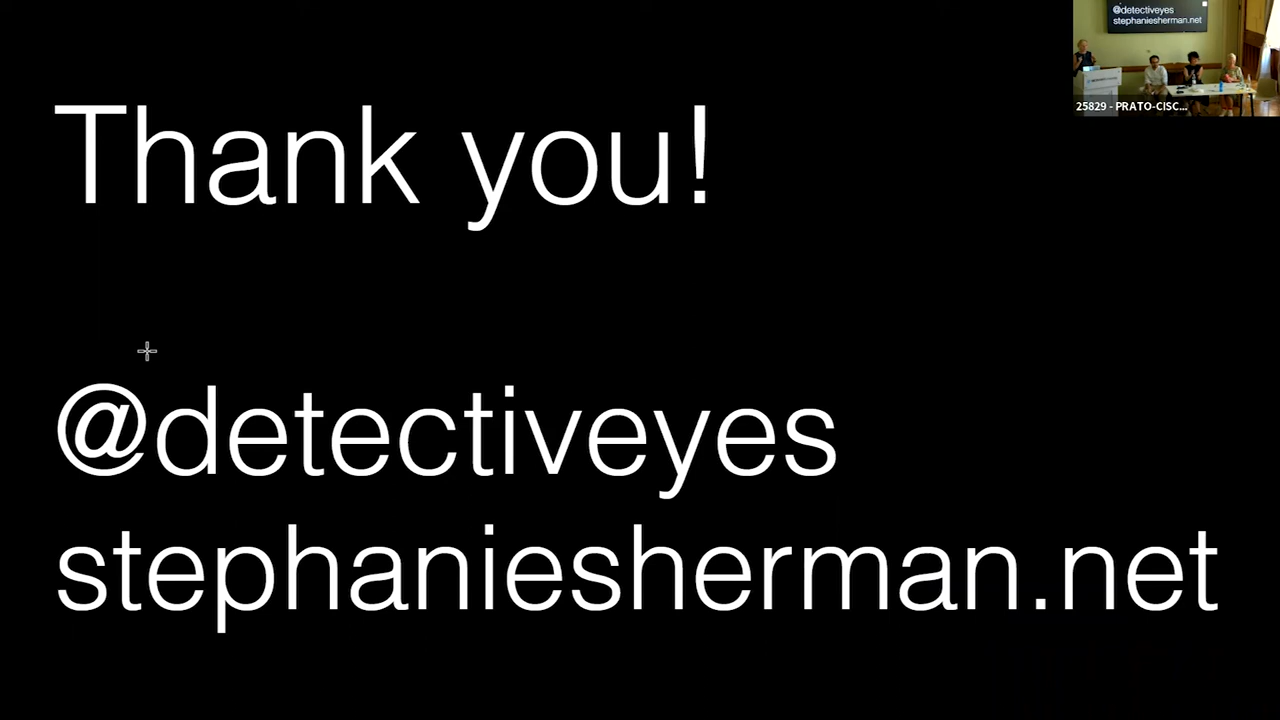 Thank you!
@detectiveyes
stephaniesherman.net
@detectiveyes
stephaniesherman.net
25829 - PRATO-CISC...